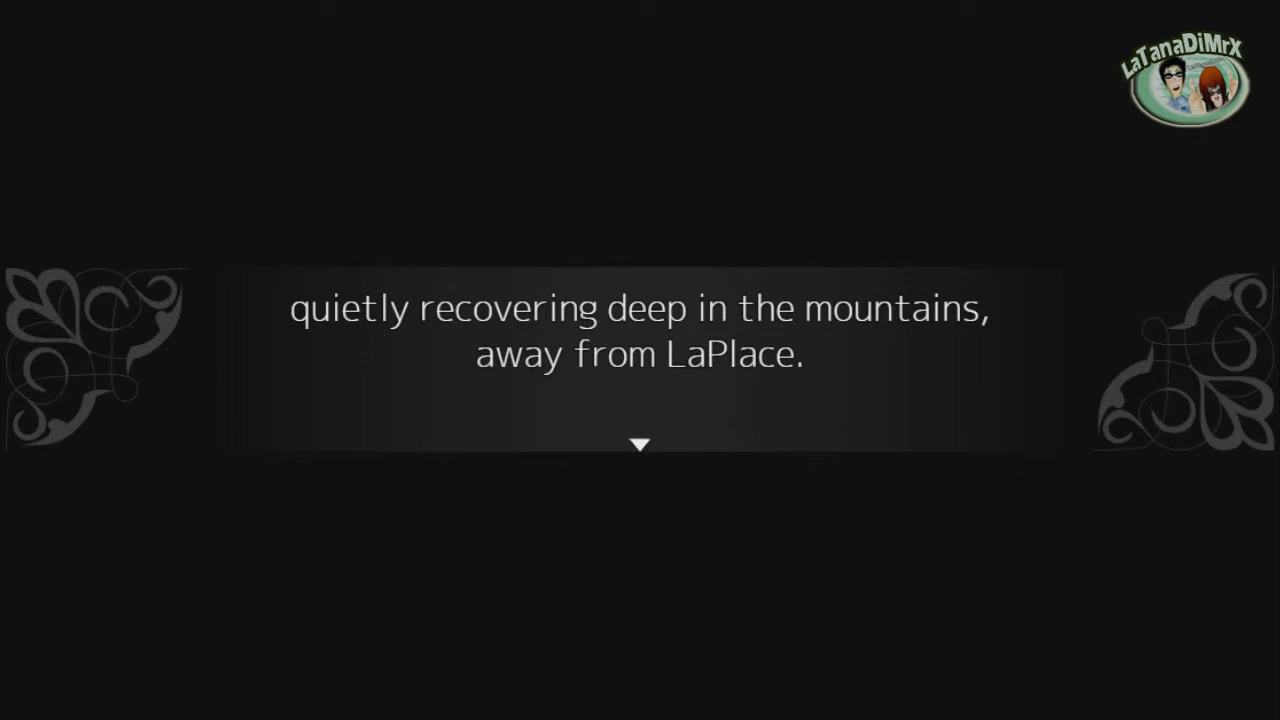 LaTanaDiMrX
quietly recovering deep in the mountains,
away from LaPlace.